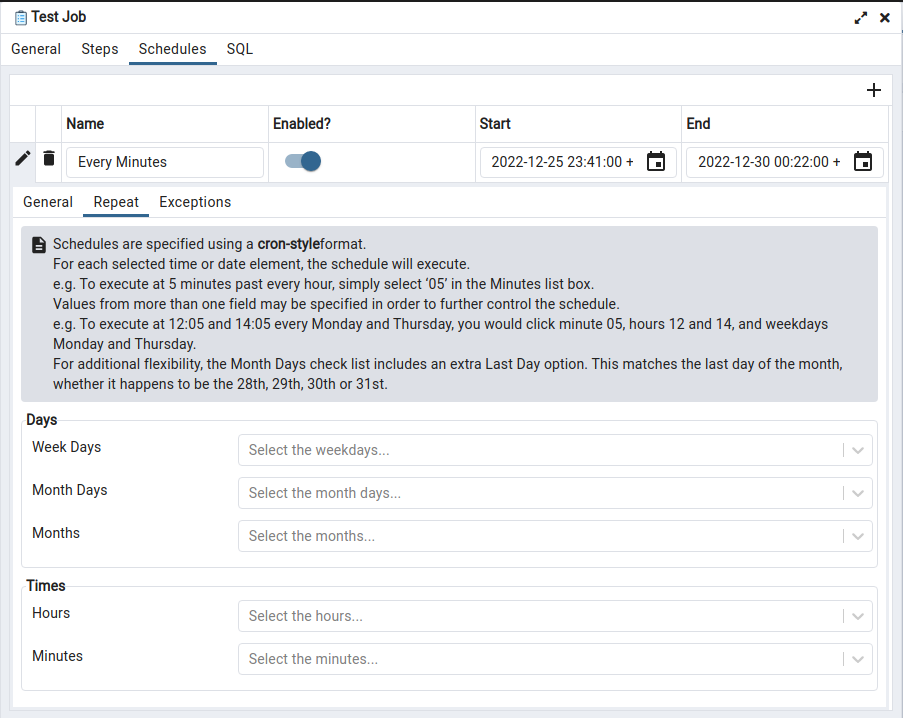 Test Job
General Steps Schedules SQL
Name Enabled? Start End
Every Minutes 2022-12-25 23:41:00 + 2022-12-30 00:22:00 +
General Repeat Exceptions
Schedules are specified using a cron-styleformat.
For each selected time or date element, the schedule will execute.
e.g. To execute at 5 minutes past every hour, simply select ‘05’ in the Minutes list box.
Values from more than one field may be specified in order to further control the schedule.
e.g. To execute at 12:05 and 14:05 every Monday and Thursday, you would click minute 05, hours 12 and 14, and weekdays
Monday and Thursday.
For additional flexibility, the Month Days check list includes an extra Last Day option. This matches the last day of the month,
whether it happens to be the 28th, 29th, 30th or 31st.
Days
Week Days Select the weekdays...
Month Days Select the month days...
Months Select the months...
Times
Hours Select the hours...
Minutes Select the minutes...